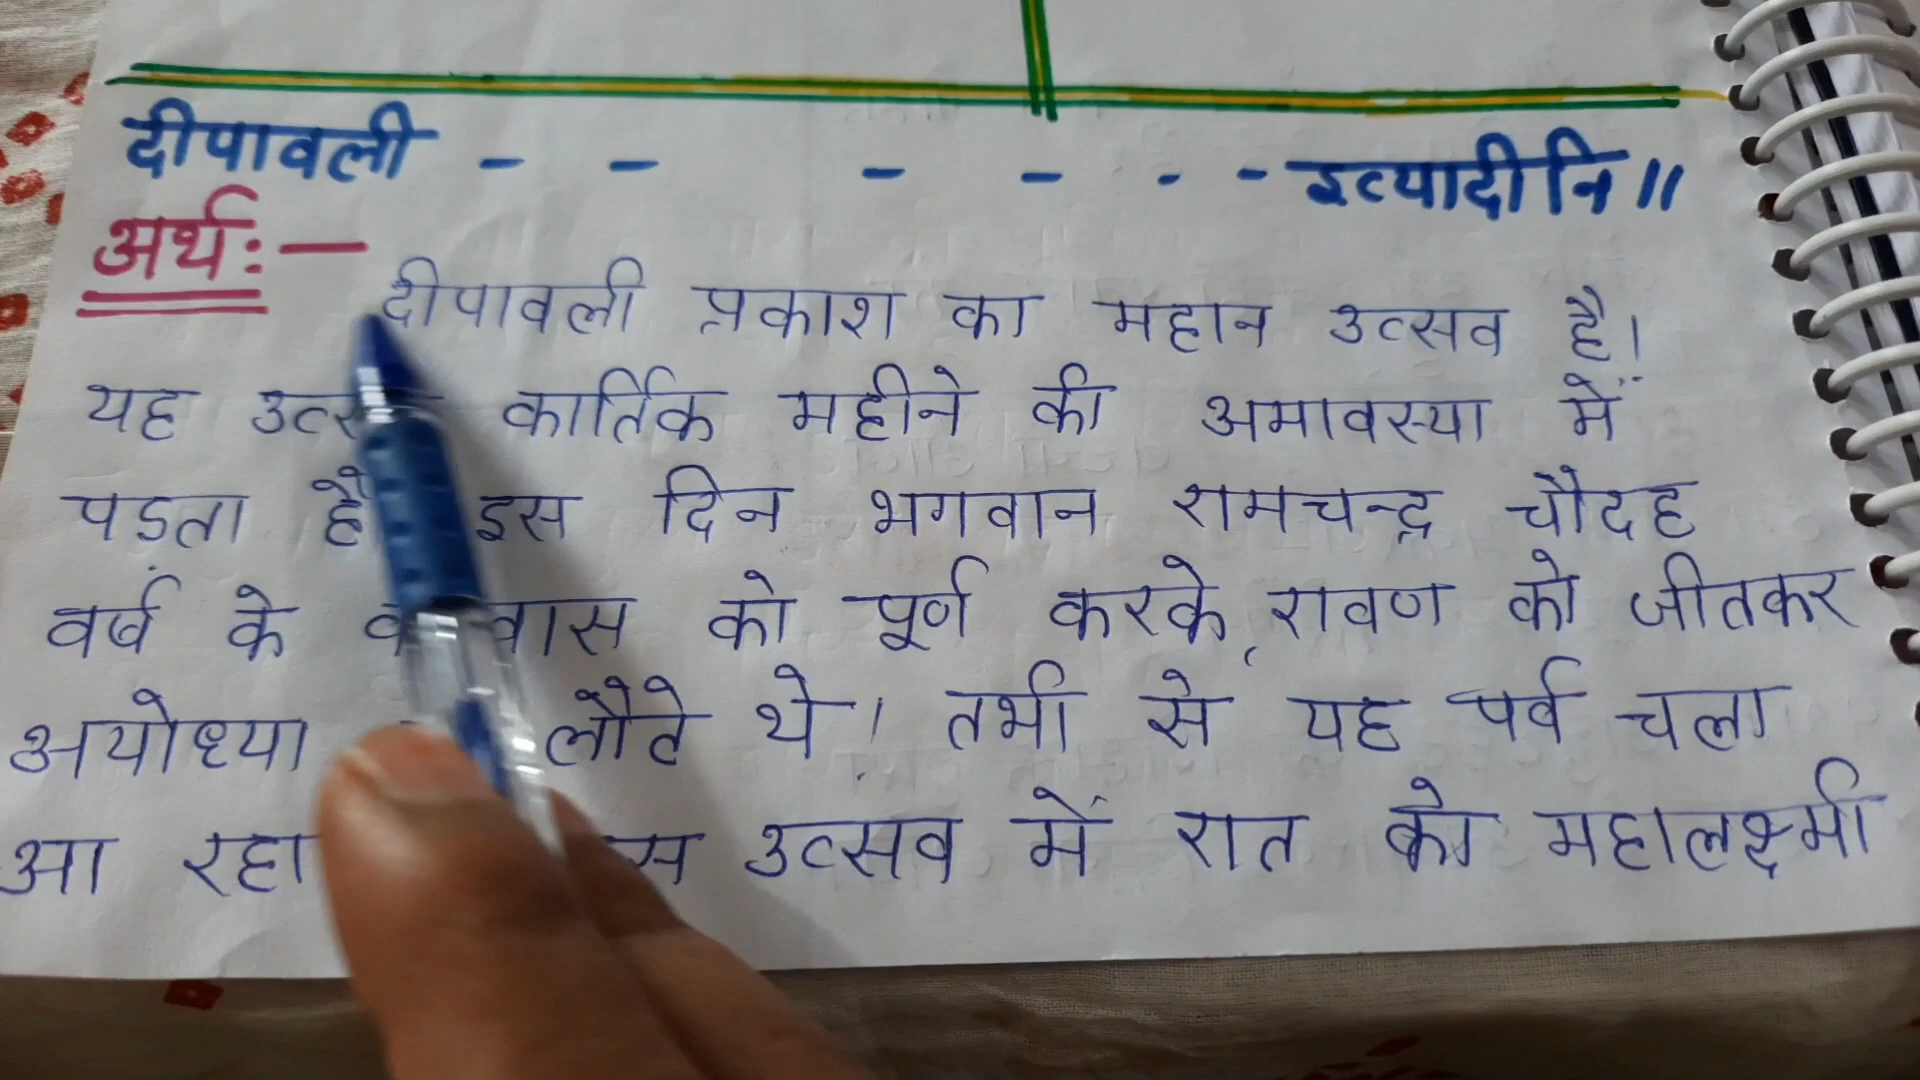 दीपावली - - - - - - इत्यादीनि॥
अर्थ:—
दीपावली प्रकाश का महान उत्सव है।
यह कार्तिक महीने की अमावस्या में
पड़ता है इस दिन भगवान रामचन्द्र चौदह
वर्ष के को पूर्ण करके, रावण को जीतकर
अयोध्या लौटे थे। तभी से यह पर्व चला
आ रहा उत्सव में रात को महालक्ष्मी